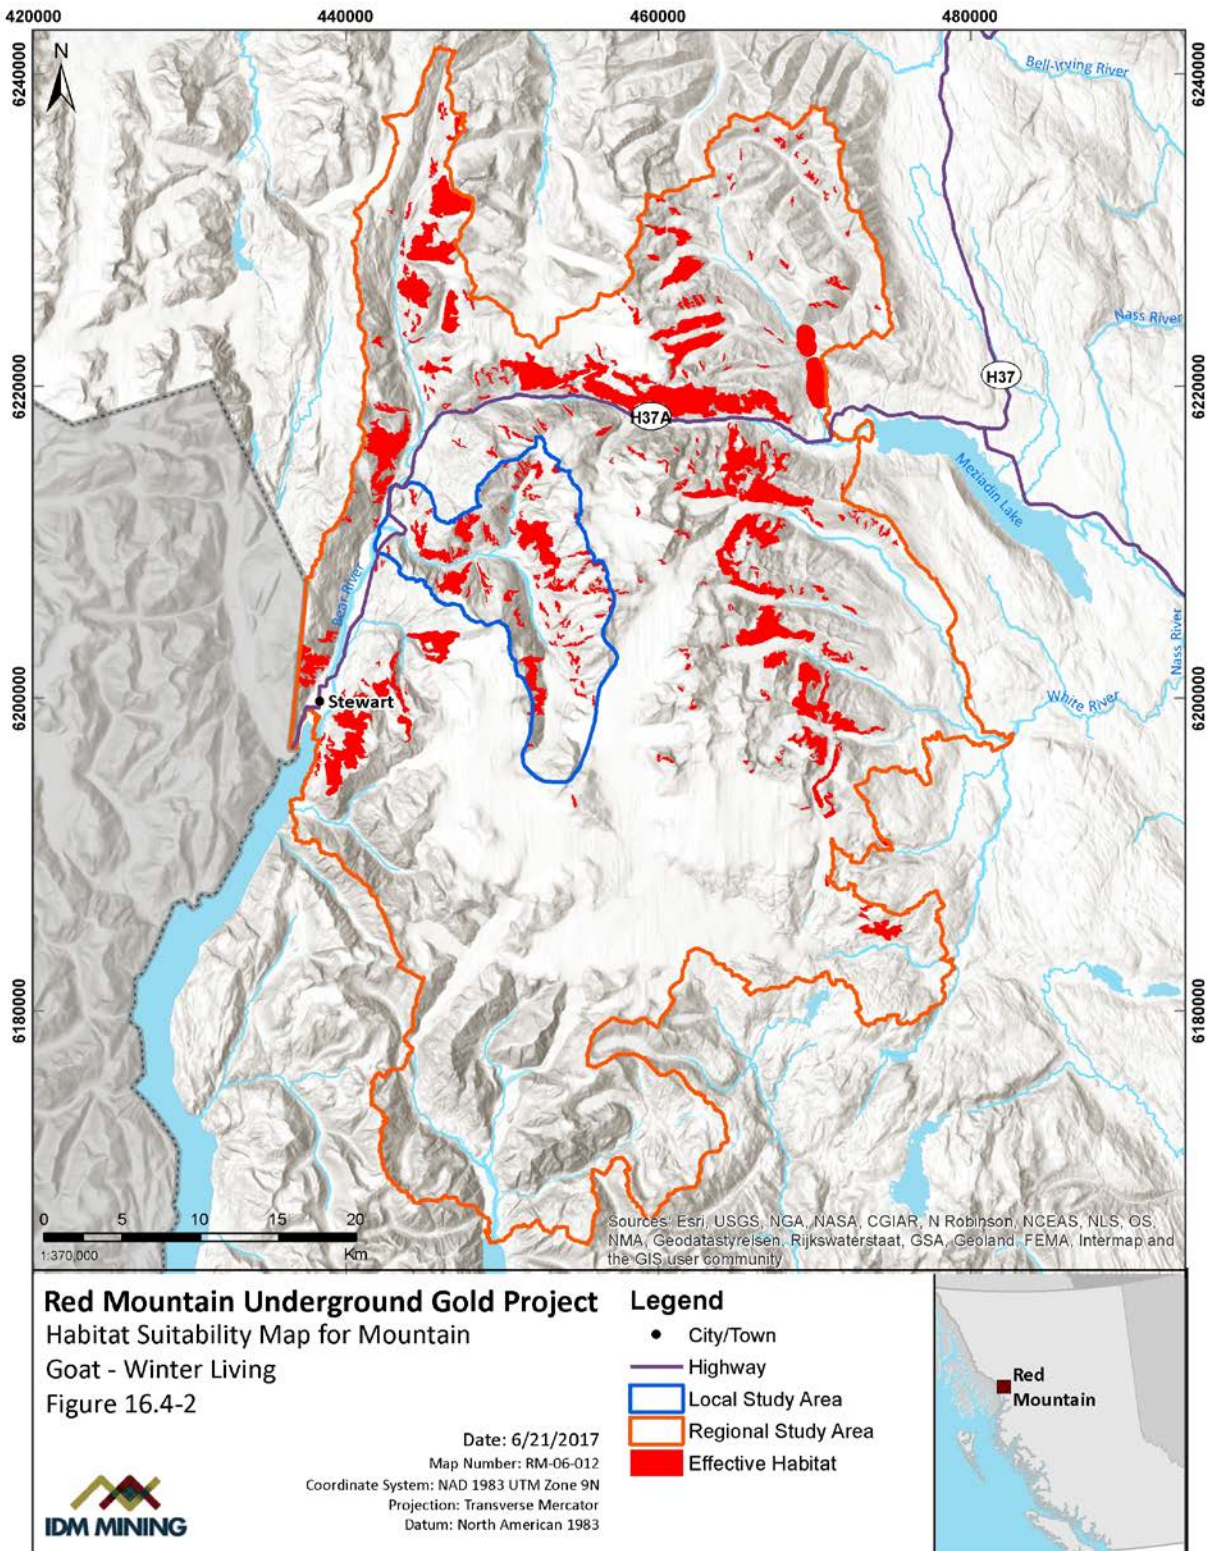 420000
440000
460000
480000
6240000
6240000
N
Bell-Irving River
Nass River
6220000
6220000
H37
H37A
Meziadin Lake
Bear River
Nass River
6200000
6200000
Stewart
White River
6180000
6180000
0 5 10 15 20
1:370,000
Km
Sources: Esri, USGS, NGA, NASA, CGIAR, N Robinson, NCEAS, NLS, OS,
NMA, Geodatastyrelsen, Rijkswaterstaat, GSA, Geoland, FEMA, Intermap and
the GIS user community
Red Mountain Underground Gold Project
Habitat Suitability Map for Mountain
Goat - Winter Living
Figure 16.4-2
Date: 6/21/2017
Map Number: RM-06-012
Coordinate System: NAD 1983 UTM Zone 9N
Projection: Transverse Mercator
Datum: North American 1983
IDM MINING
Legend
City/Town
Highway
Local Study Area
Regional Study Area
Effective Habitat
Red
Mountain